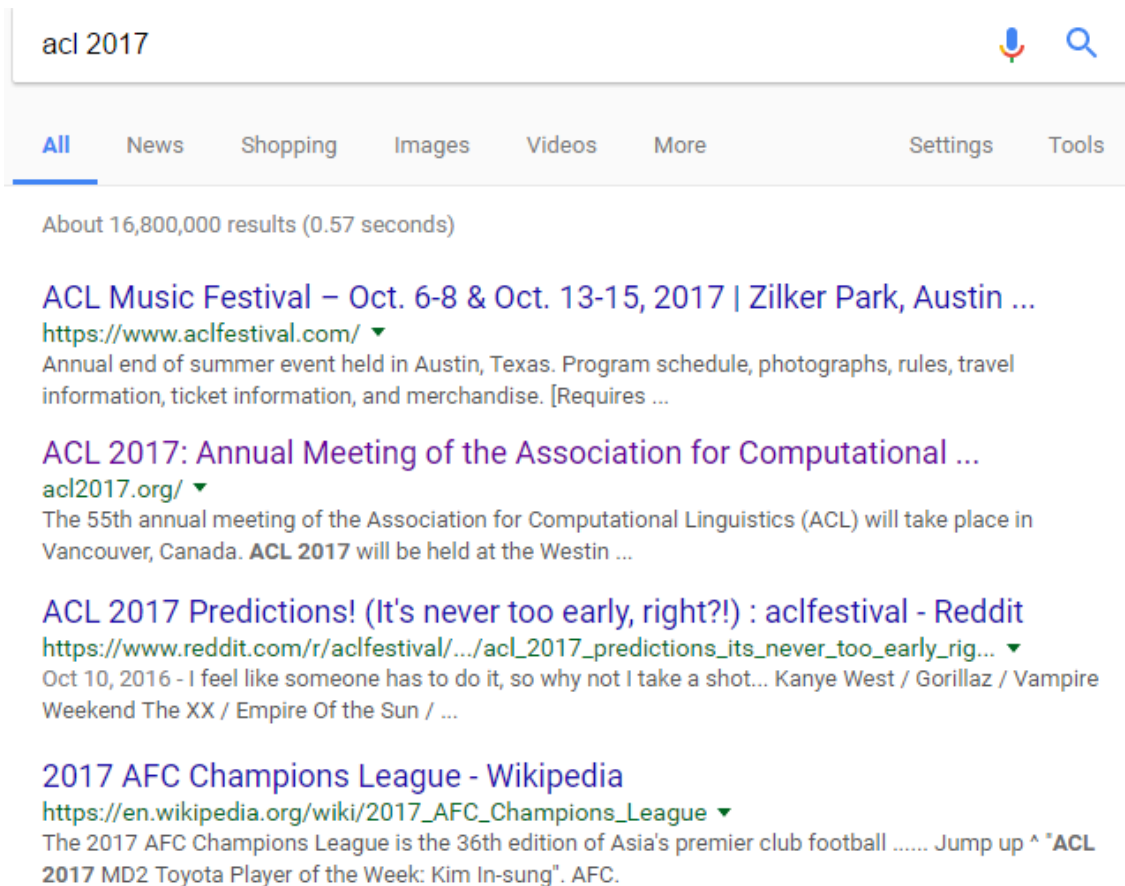 acl 2017
All News Shopping Images Videos More Settings Tools
About 16,800,000 results (0.57 seconds)
ACL Music Festival – Oct. 6-8 & Oct. 13-15, 2017 | Zilker Park, Austin ...
https://www.aclfestival.com/
Annual end of summer event held in Austin, Texas. Program schedule, photographs, rules, travel
information, ticket information, and merchandise. [Requires ...
ACL 2017: Annual Meeting of the Association for Computational ...
acl2017.org/
The 55th annual meeting of the Association for Computational Linguistics (ACL) will take place in
Vancouver, Canada. ACL 2017 will be held at the Westin ...
ACL 2017 Predictions! (It's never too early, right?!) : aclfestival - Reddit
https://www.reddit.com/r/aclfestival/.../acl_2017_predictions_its_never_too_early_rig...
Oct 10, 2016 - I feel like someone has to do it, so why not I take a shot... Kanye West / Gorillaz / Vampire
Weekend The XX / Empire Of the Sun / ...
2017 AFC Champions League - Wikipedia
https://en.wikipedia.org/wiki/2017_AFC_Champions_League
The 2017 AFC Champions League is the 36th edition of Asia's premier club football ...... Jump up ^ "ACL
2017 MD2 Toyota Player of the Week: Kim In-sung". AFC.